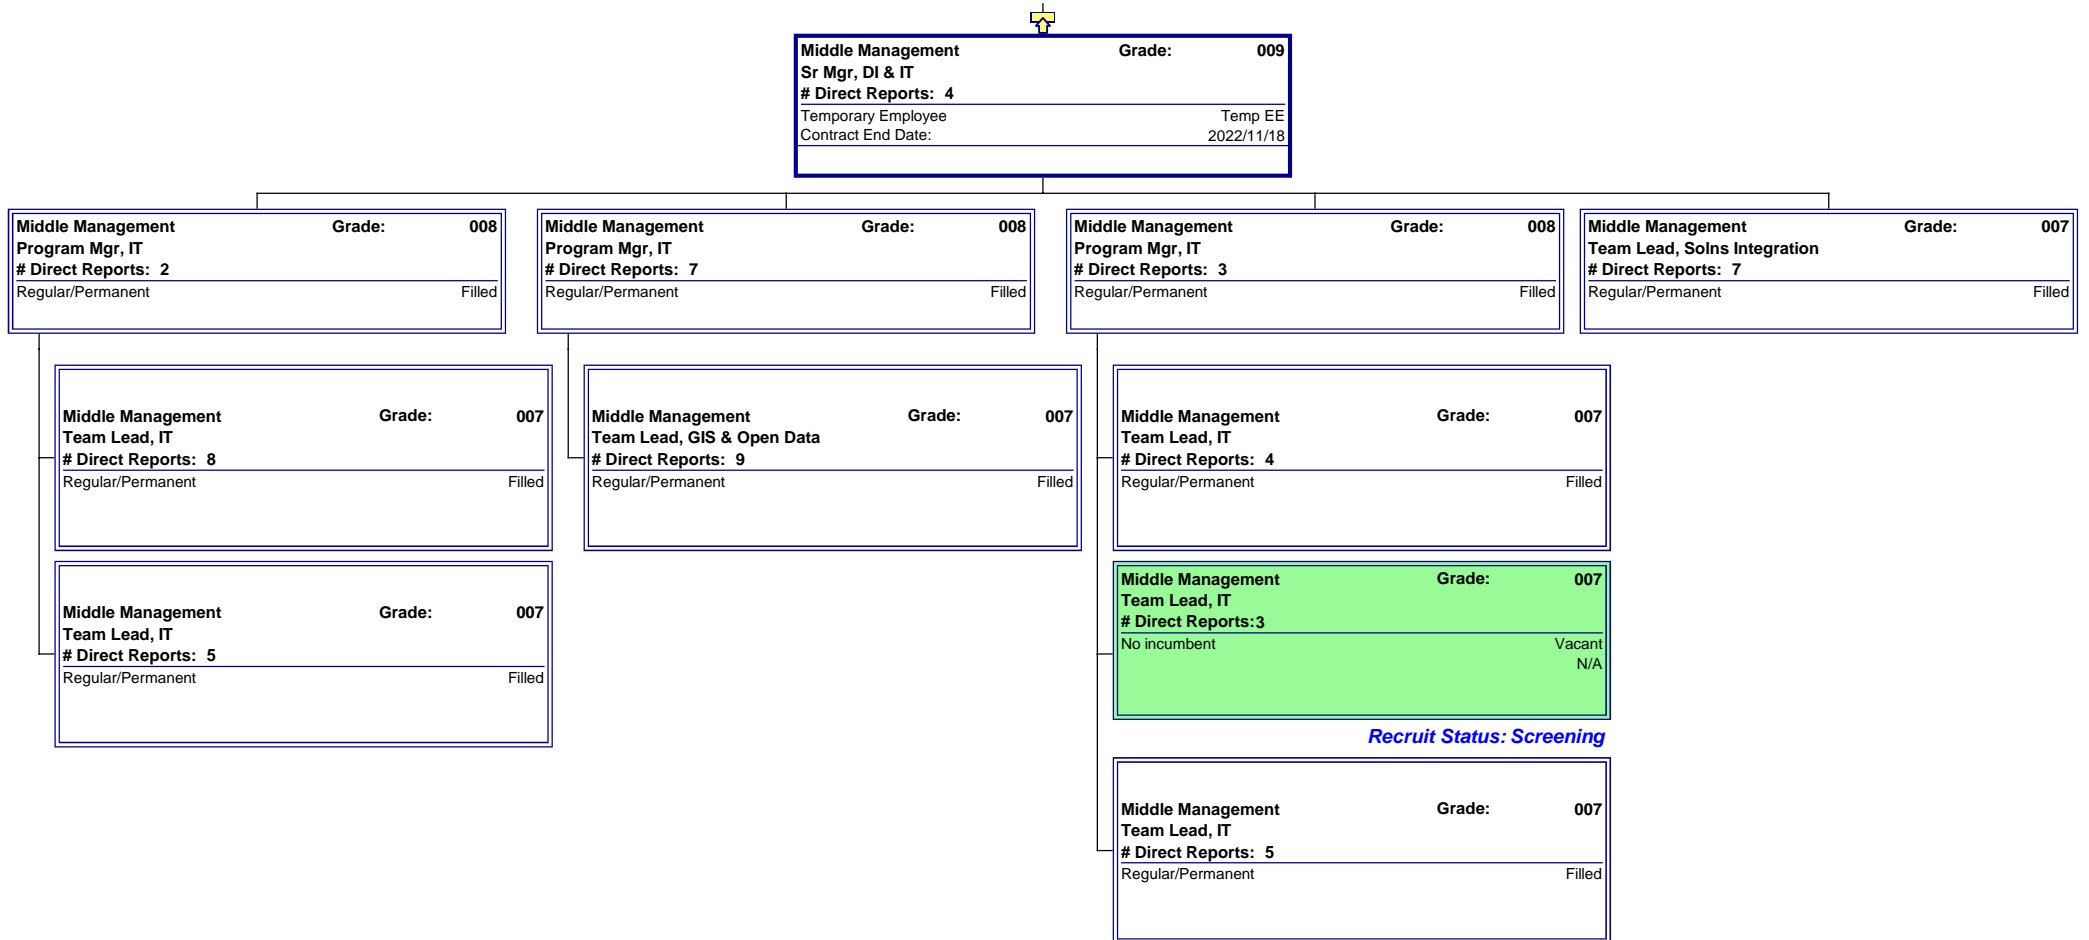 Middle Management Grade: 009
Sr Mgr, DI & IT
# Direct Reports: 4
Temporary Employee Temp EE
Contract End Date: 2022/11/18
Middle Management Grade: 008
Program Mgr, IT
# Direct Reports: 2
Regular/Permanent Filled
Middle Management Grade: 008
Program Mgr, IT
# Direct Reports: 7
Regular/Permanent Filled
Middle Management Grade: 008
Program Mgr, IT
# Direct Reports: 3
Regular/Permanent Filled
Middle Management Grade: 007
Team Lead, Solns Integration
# Direct Reports: 7
Regular/Permanent Filled
Middle Management Grade: 007
Team Lead, IT
# Direct Reports: 8
Regular/Permanent Filled
Middle Management Grade: 007
Team Lead, IT
# Direct Reports: 5
Regular/Permanent Filled
Middle Management Grade: 007
Team Lead, GIS & Open Data
# Direct Reports: 9
Regular/Permanent Filled
Middle Management Grade: 007
Team Lead, IT
# Direct Reports: 4
Regular/Permanent Filled
Middle Management Grade: 007
Team Lead, IT
# Direct Reports:3
No incumbent Vacant
N/A
Recruit Status: Screening
Middle Management Grade: 007
Team Lead, IT
# Direct Reports: 5
Regular/Permanent Filled